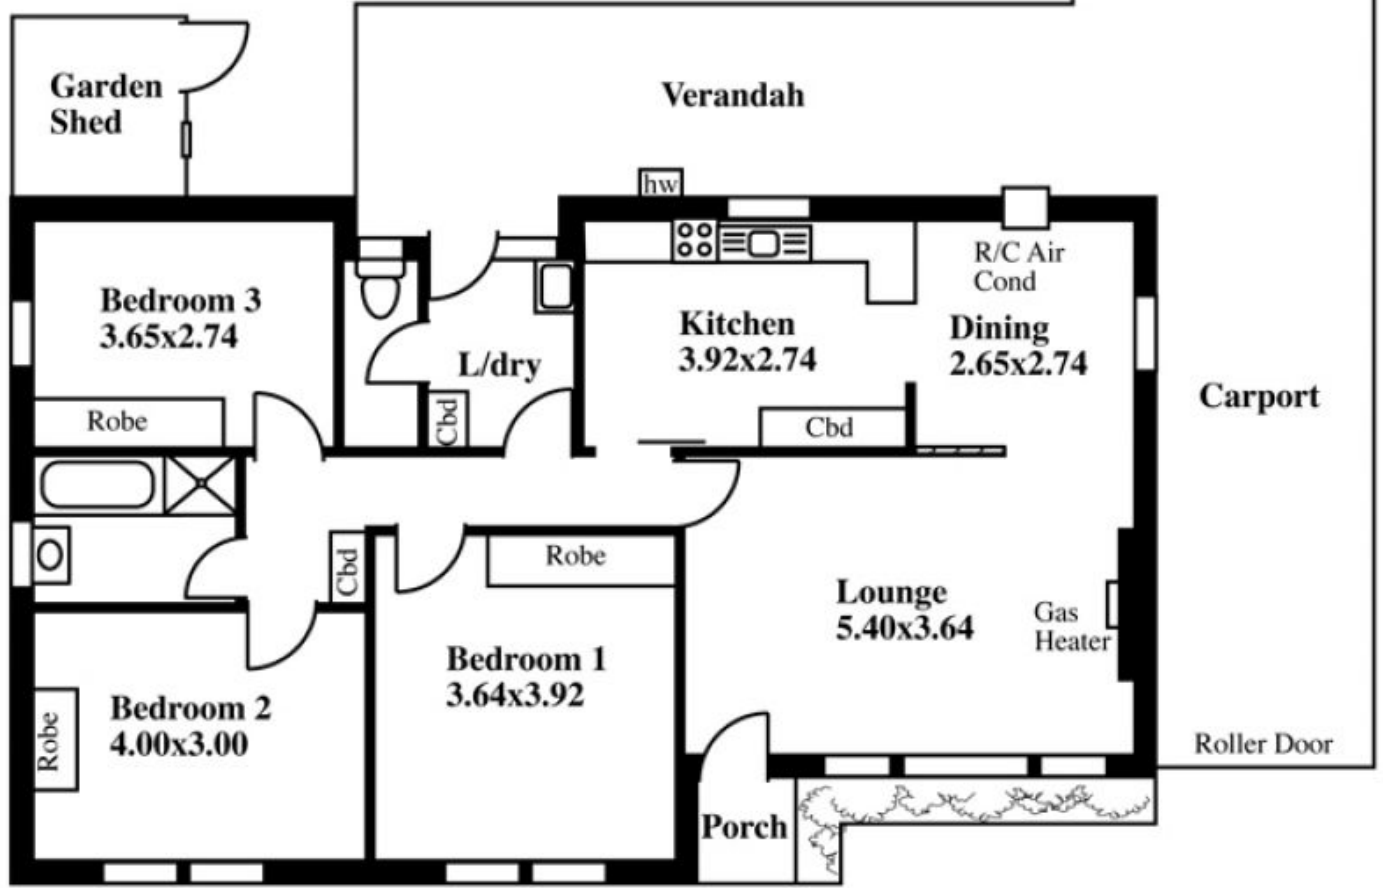 Garden
Shed
Verandah
hw
R/C Air
Cond
Bedroom 3
3.65x2.74
Kitchen
3.92x2.74
Dining
2.65x2.74
L/dry
Carport
Robe
Cbd
Cbd
Robe
Cbd
Lounge
5.40x3.64
Gas
Heater
Bedroom 1
3.64x3.92
Bedroom 2
4.00x3.00
Robe
Roller Door
Porch